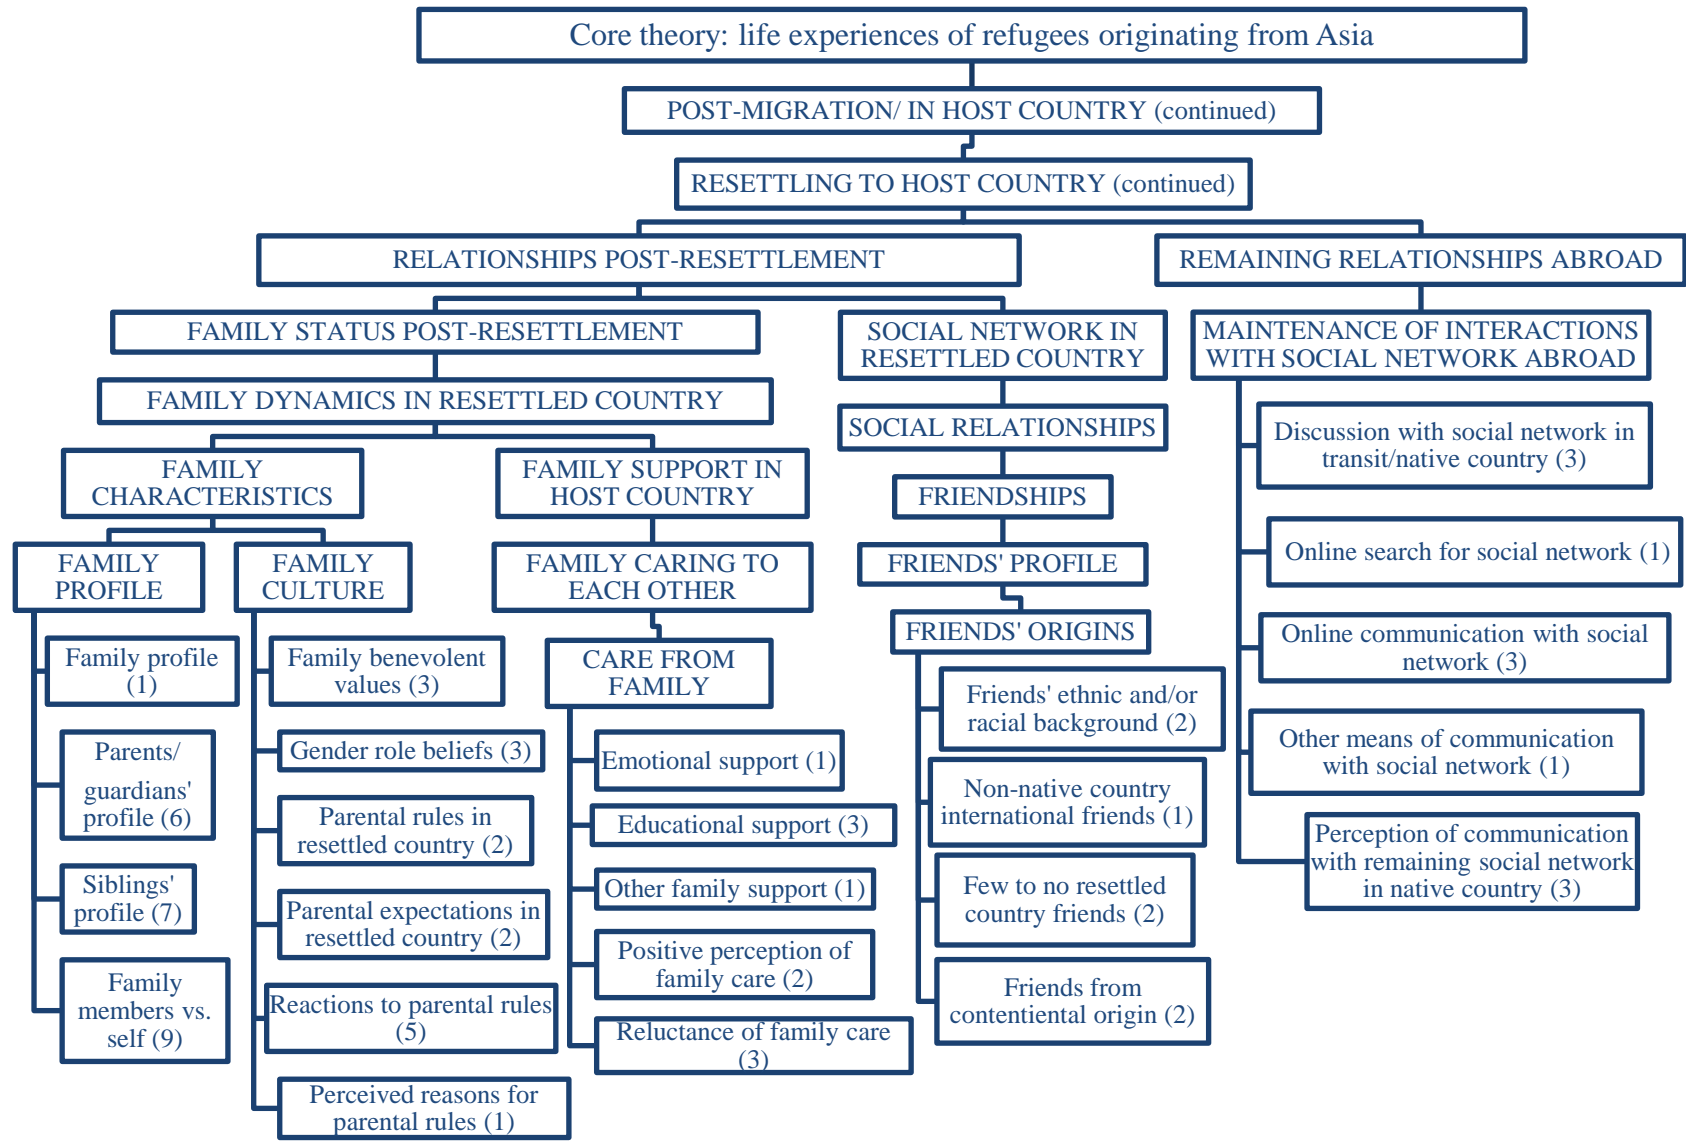 Core theory: life experiences of refugees originating from Asia
POST-MIGRATION/ IN HOST COUNTRY (continued)
RESETTLING TO HOST COUNTRY (continued)
RELATIONSHIPS POST-RESETTLEMENT
REMAINING RELATIONSHIPS ABROAD
FAMILY STATUS POST-RESETTLEMENT
SOCIAL NETWORK IN
RESETTLED COUNTRY
MAINTENANCE OF INTERACTIONS
WITH SOCIAL NETWORK ABROAD
FAMILY DYNAMICS IN RESETTLED COUNTRY
SOCIAL RELATIONSHIPS
FAMILY
CHARACTERISTICS
FAMILY SUPPORT IN
HOST COUNTRY
FRIENDSHIPS
FAMILY
PROFILE
FAMILY
CULTURE
FAMILY CARING TO
EACH OTHER
FRIENDS' PROFILE
FRIENDS' ORIGINS
CARE FROM
FAMILY
Family profile
(1)
Parents/
guardians'
profile (6)
Siblings'
profile (7)
Family
members vs.
self (9)
Family benevolent
values (3)
Gender role beliefs (3)
Parental rules in
resettled country (2)
Parental expectations in
resettled country (2)
Reactions to parental rules
(5)
Perceived reasons for
parental rules (1)
Emotional support (1)
Educational support (3)
Other family support (1)
Positive perception of
family care (2)
Reluctance of family care
(3)
Friends' ethnic and/or
racial background (2)
Non-native country
international friends (1)
Few to no resettled
country friends (2)
Friends from
contentiental origin (2)
Discussion with social network in
transit/native country (3)
Online search for social network (1)
Online communication with social
network (3)
Other means of communication
with social network (1)
Perception of communication
with remaining social network
in native country (3)